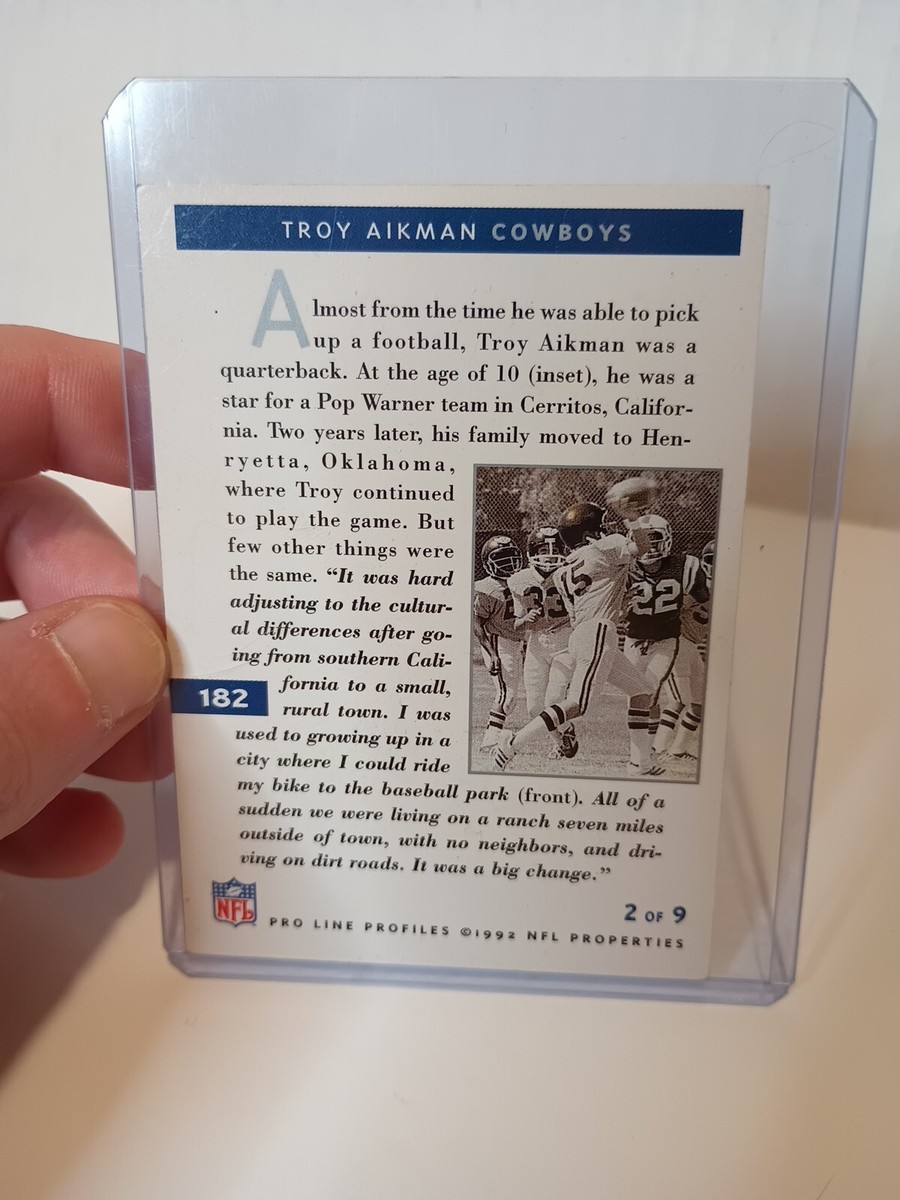 TROY AIKMAN COWBOYS
Almost from the time he was able to pick
up a football, Troy Aikman was a
quarterback. At the age of 10 (inset), he was a
star for a Pop Warner team in Cerritos, Califor-
nia. Two years later, his family moved to Hen-
ryetta, Oklahoma,
where Troy continued
to play the game. But
few other things were
the same. “It was hard
adjusting to the cultur-
al differences after go-
ing from southern Cali-
fornia to a small,
rural town. I was
used to growing up in a
city where I could ride
my bike to the baseball park (front). All of a
sudden we were living on a ranch seven miles
outside of town, with no neighbors, and dri-
ving on dirt roads. It was a big change.”
182
15
33
22
NFL
2 OF 9
PRO LINE PROFILES ©1992 NFL PROPERTIES